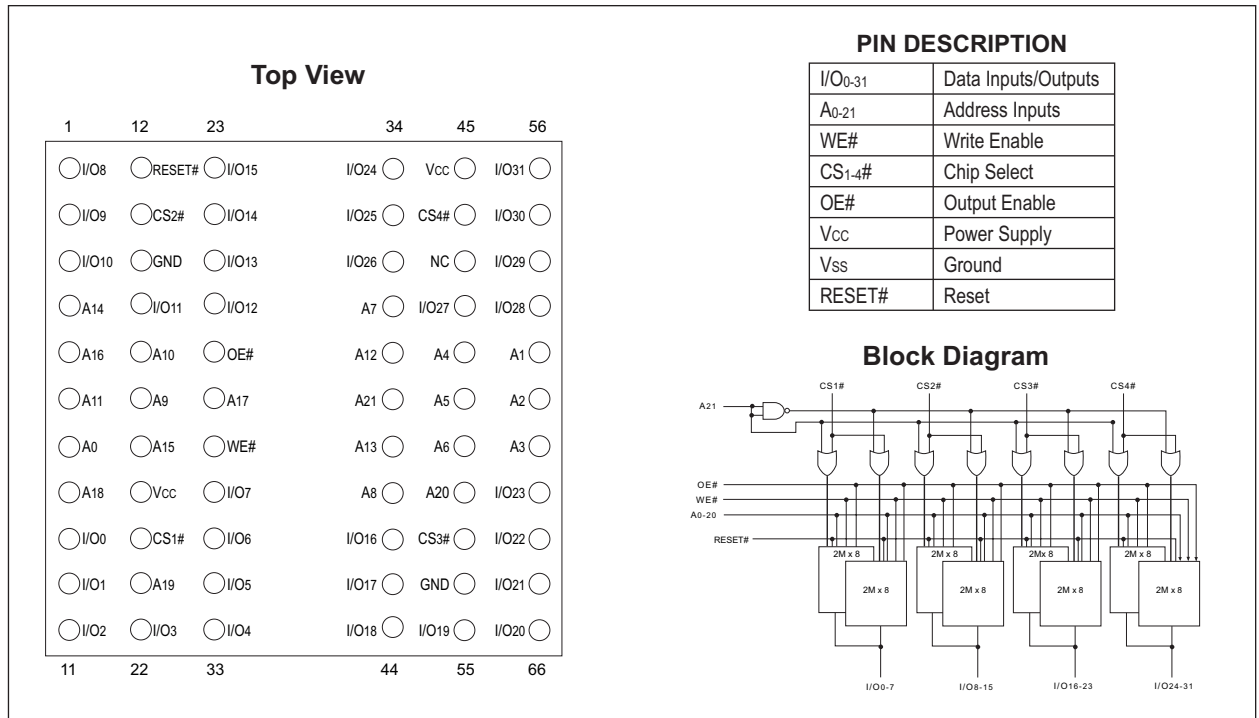 Top View
1 12 23 34 45 56
I/O8 RESET# I/O15 I/O24 Vcc I/O31
I/O9 CS2# I/O14 I/O25 CS4# I/O30
I/O10 GND I/O13 I/O26 NC I/O29
A14 I/O11 I/O12 A7 I/O27 I/O28
A16 A10 OE# A12 A4 A1
A11 A9 A17 A21 A5 A2
A0 A15 WE# A13 A6 A3
A18 Vcc I/O7 A8 A20 I/O23
I/O0 CS1# I/O6 I/O16 CS3# I/O22
I/O1 A19 I/O5 I/O17 GND I/O21
I/O2 I/O3 I/O4 I/O18 I/O19 I/O20
11 22 33 44 55 66
PIN DESCRIPTION
I/O0-31 Data Inputs/Outputs
A0-21 Address Inputs
WE# Write Enable
CS1-4# Chip Select
OE# Output Enable
Vcc Power Supply
Vss Ground
RESET# Reset
Block Diagram
CS1# CS2# CS3# CS4#
A21
OE#
WE#
A0-20
RESET#
2M x 8 2M x 8 2Mx 8 2M x 8
2M x 8 2M x 8 2M x 8 2M x 8
I/O0-7 I/O8-15 I/O16-23 I/O24-31